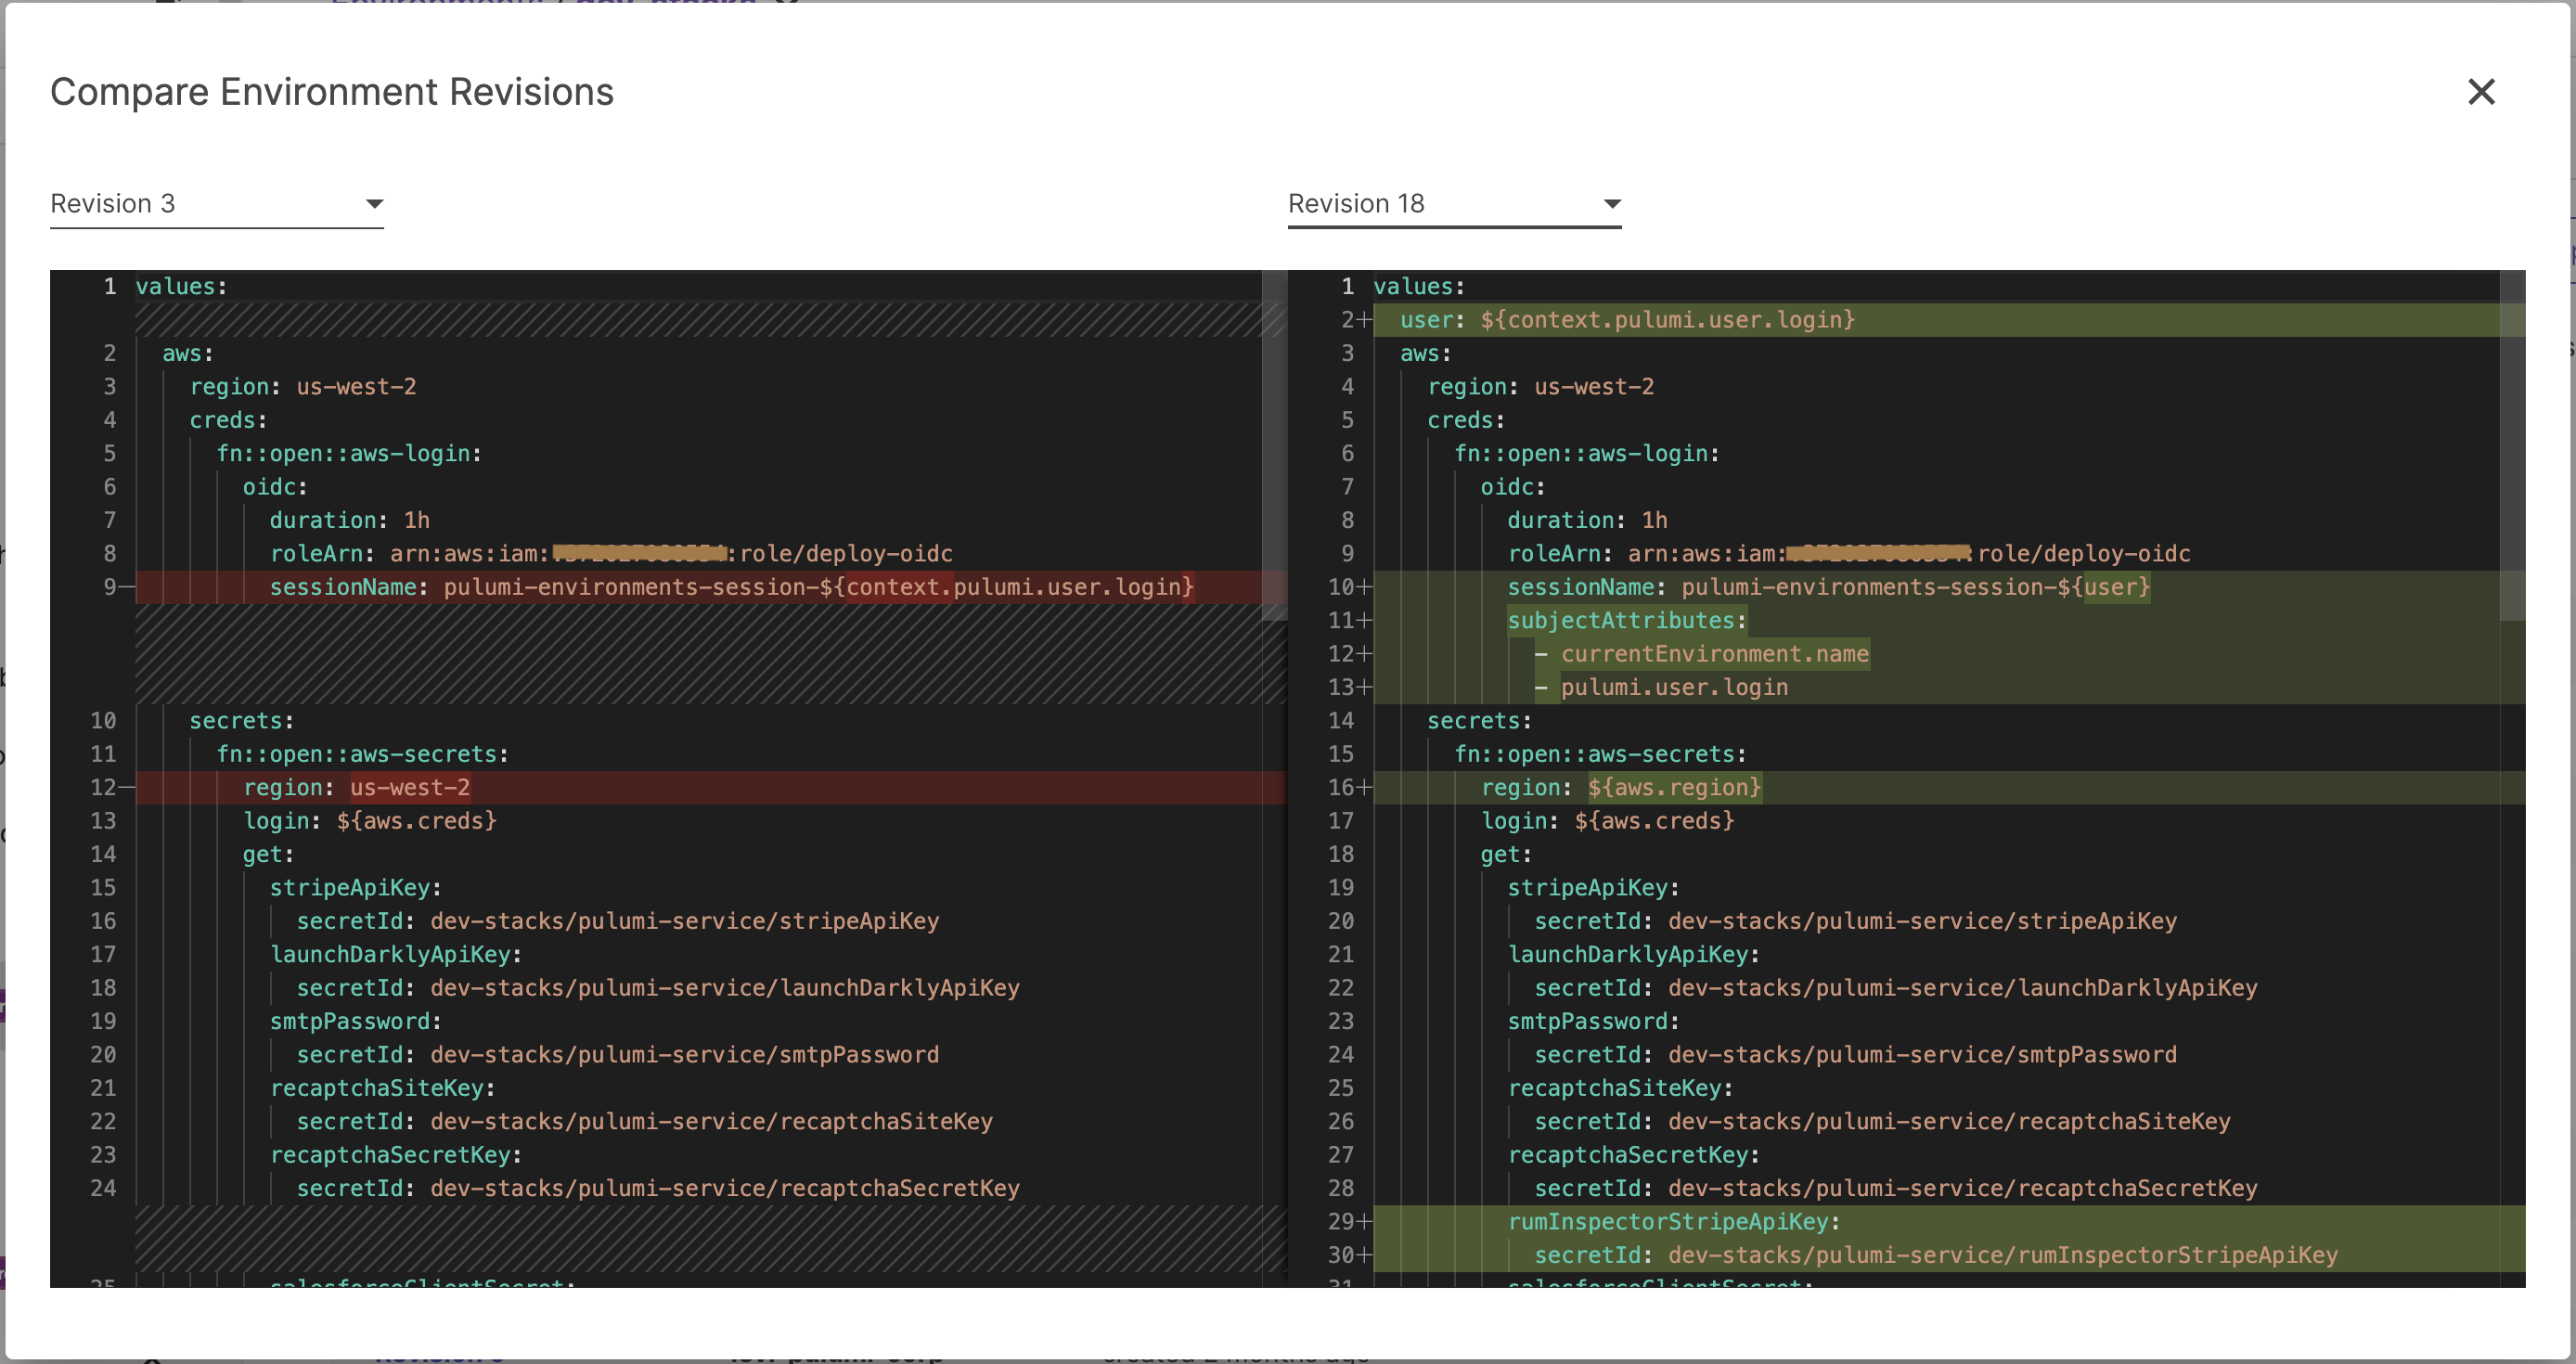 Compare Environment Revisions
Revision 3
Revision 18
1 values:
2 aws:
3 region: us-west-2
4 creds:
5 fn::open::aws-login:
6 oidc:
7 duration: 1h
8 roleArn: arn:aws:iam: :role/deploy-oidc
9— sessionName: pulumi-environments-session-${context.pulumi.user.login}
10 secrets:
11 fn::open::aws-secrets:
12— region: us-west-2
13 login: ${aws.creds}
14 get:
15 stripeApiKey:
16 secretId: dev-stacks/pulumi-service/stripeApiKey
17 launchDarklyApiKey:
18 secretId: dev-stacks/pulumi-service/launchDarklyApiKey
19 smtpPassword:
20 secretId: dev-stacks/pulumi-service/smtpPassword
21 recaptchaSiteKey:
22 secretId: dev-stacks/pulumi-service/recaptchaSiteKey
23 recaptchaSecretKey:
24 secretId: dev-stacks/pulumi-service/recaptchaSecretKey
25 salesforceClientSecret:
1 values:
2+ user: ${context.pulumi.user.login}
3 aws:
4 region: us-west-2
5 creds:
6 fn::open::aws-login:
7 oidc:
8 duration: 1h
9 roleArn: arn:aws:iam: :role/deploy-oidc
10+ sessionName: pulumi-environments-session-${user}
11+ subjectAttributes:
12+ - currentEnvironment.name
13+ - pulumi.user.login
14 secrets:
15 fn::open::aws-secrets:
16+ region: ${aws.region}
17 login: ${aws.creds}
18 get:
19 stripeApiKey:
20 secretId: dev-stacks/pulumi-service/stripeApiKey
21 launchDarklyApiKey:
22 secretId: dev-stacks/pulumi-service/launchDarklyApiKey
23 smtpPassword:
24 secretId: dev-stacks/pulumi-service/smtpPassword
25 recaptchaSiteKey:
26 secretId: dev-stacks/pulumi-service/recaptchaSiteKey
27 recaptchaSecretKey:
28 secretId: dev-stacks/pulumi-service/recaptchaSecretKey
29+ rumInspectorStripeApiKey:
30+ secretId: dev-stacks/pulumi-service/rumInspectorStripeApiKey
31 salesforceClientSecret: